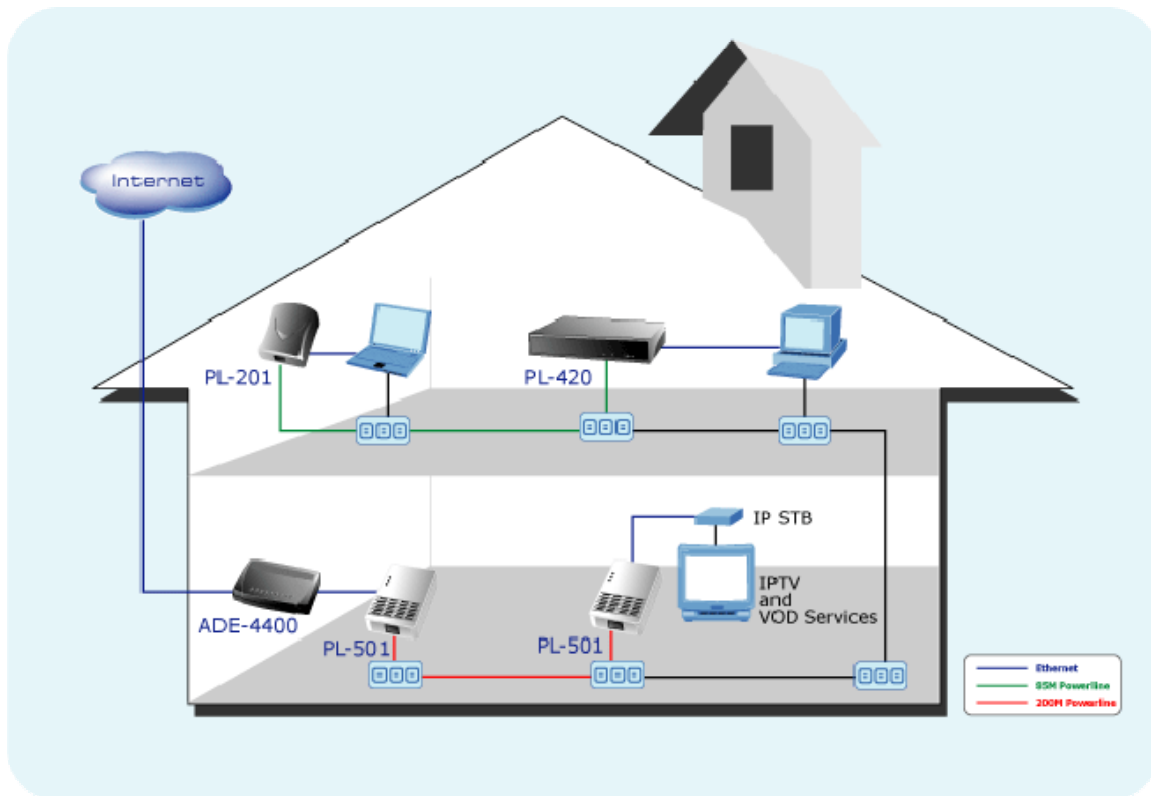 Internet
PL-201
PL-420
IP STB
IPTV
and
VOD Services
ADE-4400
PL-501
PL-501
Ethernet
85M Powerline
200M Powerline